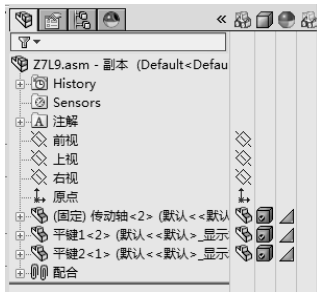 «
Z7L9.asm - 副本 (Default<Defau
History
Sensors
A 注解
前视
上视
右视
原点
(固定) 传动轴<2> (默认<<默认
平键1<2> (默认<<默认>_显示
平键2<1> (默认<<默认>_显示
配合